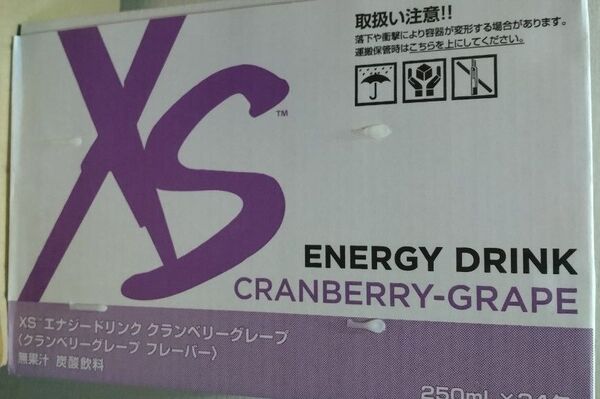 取扱い注意!!
落下や衝撃により容器が変形する場合があります。
運搬保管時はこちらを上にしてください。
XS™
ENERGY DRINK
CRANBERRY-GRAPE
XS™ エナジードリンク クランベリーグレープ
(クランベリーグレープ フレーバー)
無果汁 炭酸飲料
250mL×24